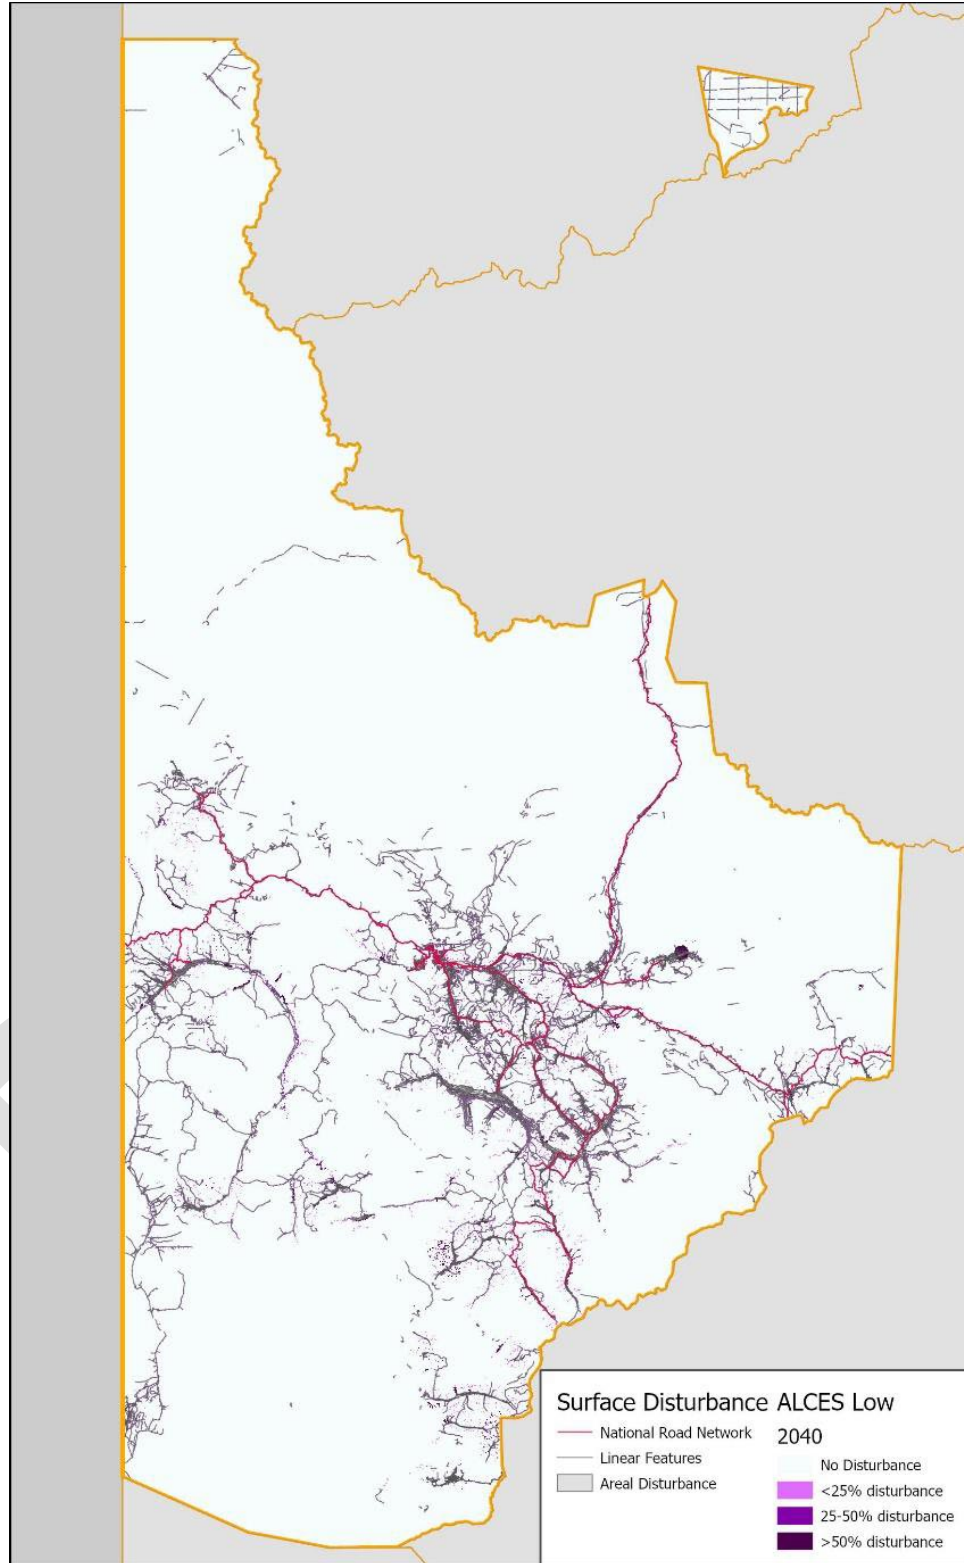 Surface Disturbance ALCES Low
National Road Network 2040
Linear Features No Disturbance
Areal Disturbance <25% disturbance
25-50% disturbance
>50% disturbance